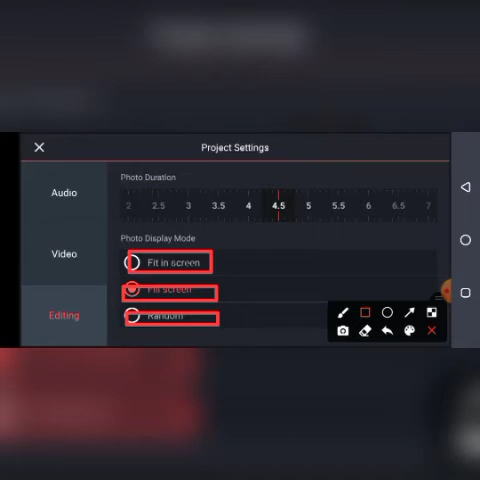 Project Settings
Audio
Video
Editing
Photo Duration
2 2.5 3 3.5 4 4.5 5 5.5 6 6.5 7
Photo Display Mode
Fit in screen
Fill screen
Random